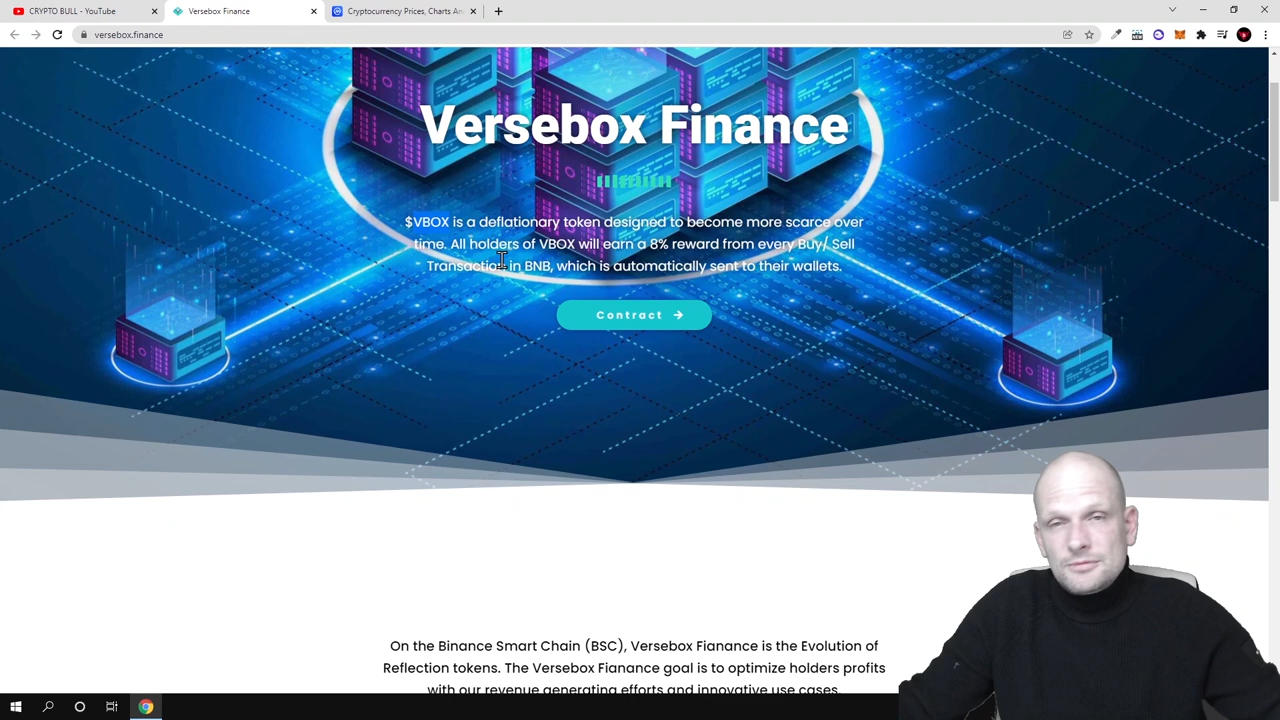 CRYPTO BULL - YouTube
Versebox Finance
Cryptocurrency Prices, Charts An
versebox.finance
Versebox Finance
$VBOX is a deflationary token designed to become more scarce over
time. All holders of VBOX will earn a 8% reward from every Buy/ Sell
Transaction in BNB, which is automatically sent to their wallets.
Contract →
On the Binance Smart Chain (BSC), Versebox Fianance is the Evolution of
Reflection tokens. The Versebox Fianance goal is to optimize holders profits
with our revenue generating efforts and innovative use cases